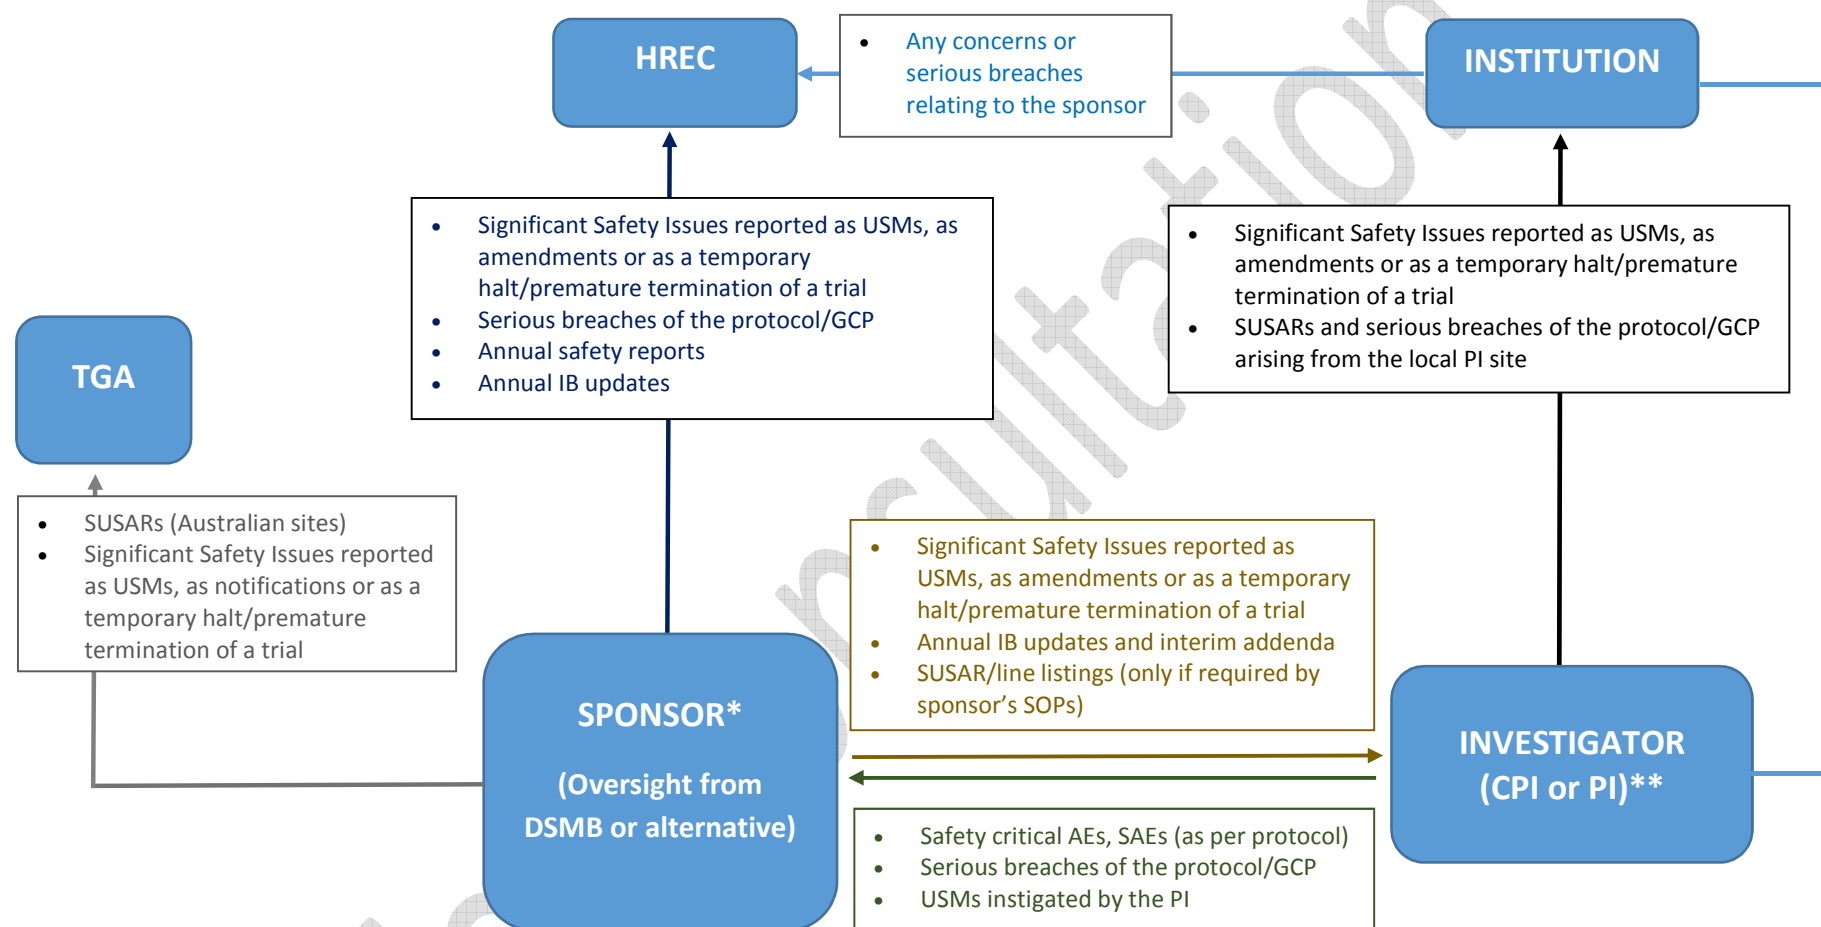 HREC
• Any concerns or
serious breaches
relating to the sponsor
INSTITUTION
• Significant Safety Issues reported as USMs, as
amendments or as a temporary
halt/premature termination of a trial
• Serious breaches of the protocol/GCP
• Annual safety reports
• Annual IB updates
• Significant Safety Issues reported as USMs, as
amendments or as a temporary halt/premature
termination of a trial
• SUSARs and serious breaches of the protocol/GCP
arising from the local PI site
TGA
• SUSARs (Australian sites)
• Significant Safety Issues reported
as USMs, as notifications or as a
temporary halt/premature
termination of a trial
• Significant Safety Issues reported as
USMs, as amendments or as a temporary
halt/premature termination of a trial
• Annual IB updates and interim addenda
• SUSAR/line listings (only if required by
sponsor's SOPs)
SPONSOR*
(Oversight from
DSMB or alternative)
INVESTIGATOR
(CPI or PI)**
• Safety critical AEs, SAEs (as per protocol)
• Serious breaches of the protocol/GCP
• USMs instigated by the PI